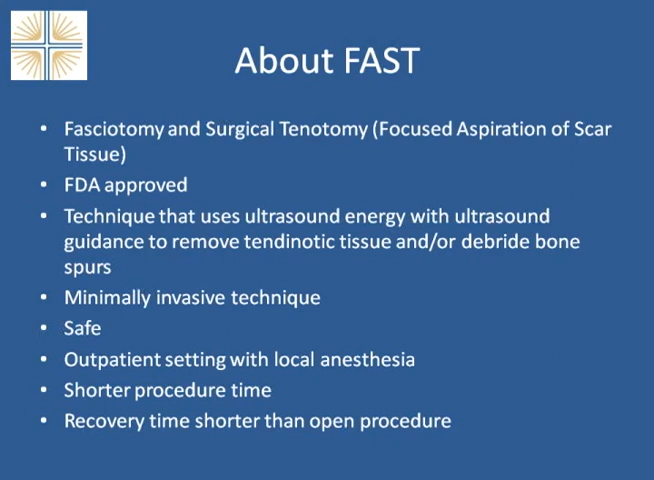 About FAST
• Fasciotomy and Surgical Tenotomy (Focused Aspiration of Scar
Tissue)
• FDA approved
• Technique that uses ultrasound energy with ultrasound
guidance to remove tendinotic tissue and/or debride bone
spurs
• Minimally invasive technique
• Safe
• Outpatient setting with local anesthesia
• Shorter procedure time
• Recovery time shorter than open procedure